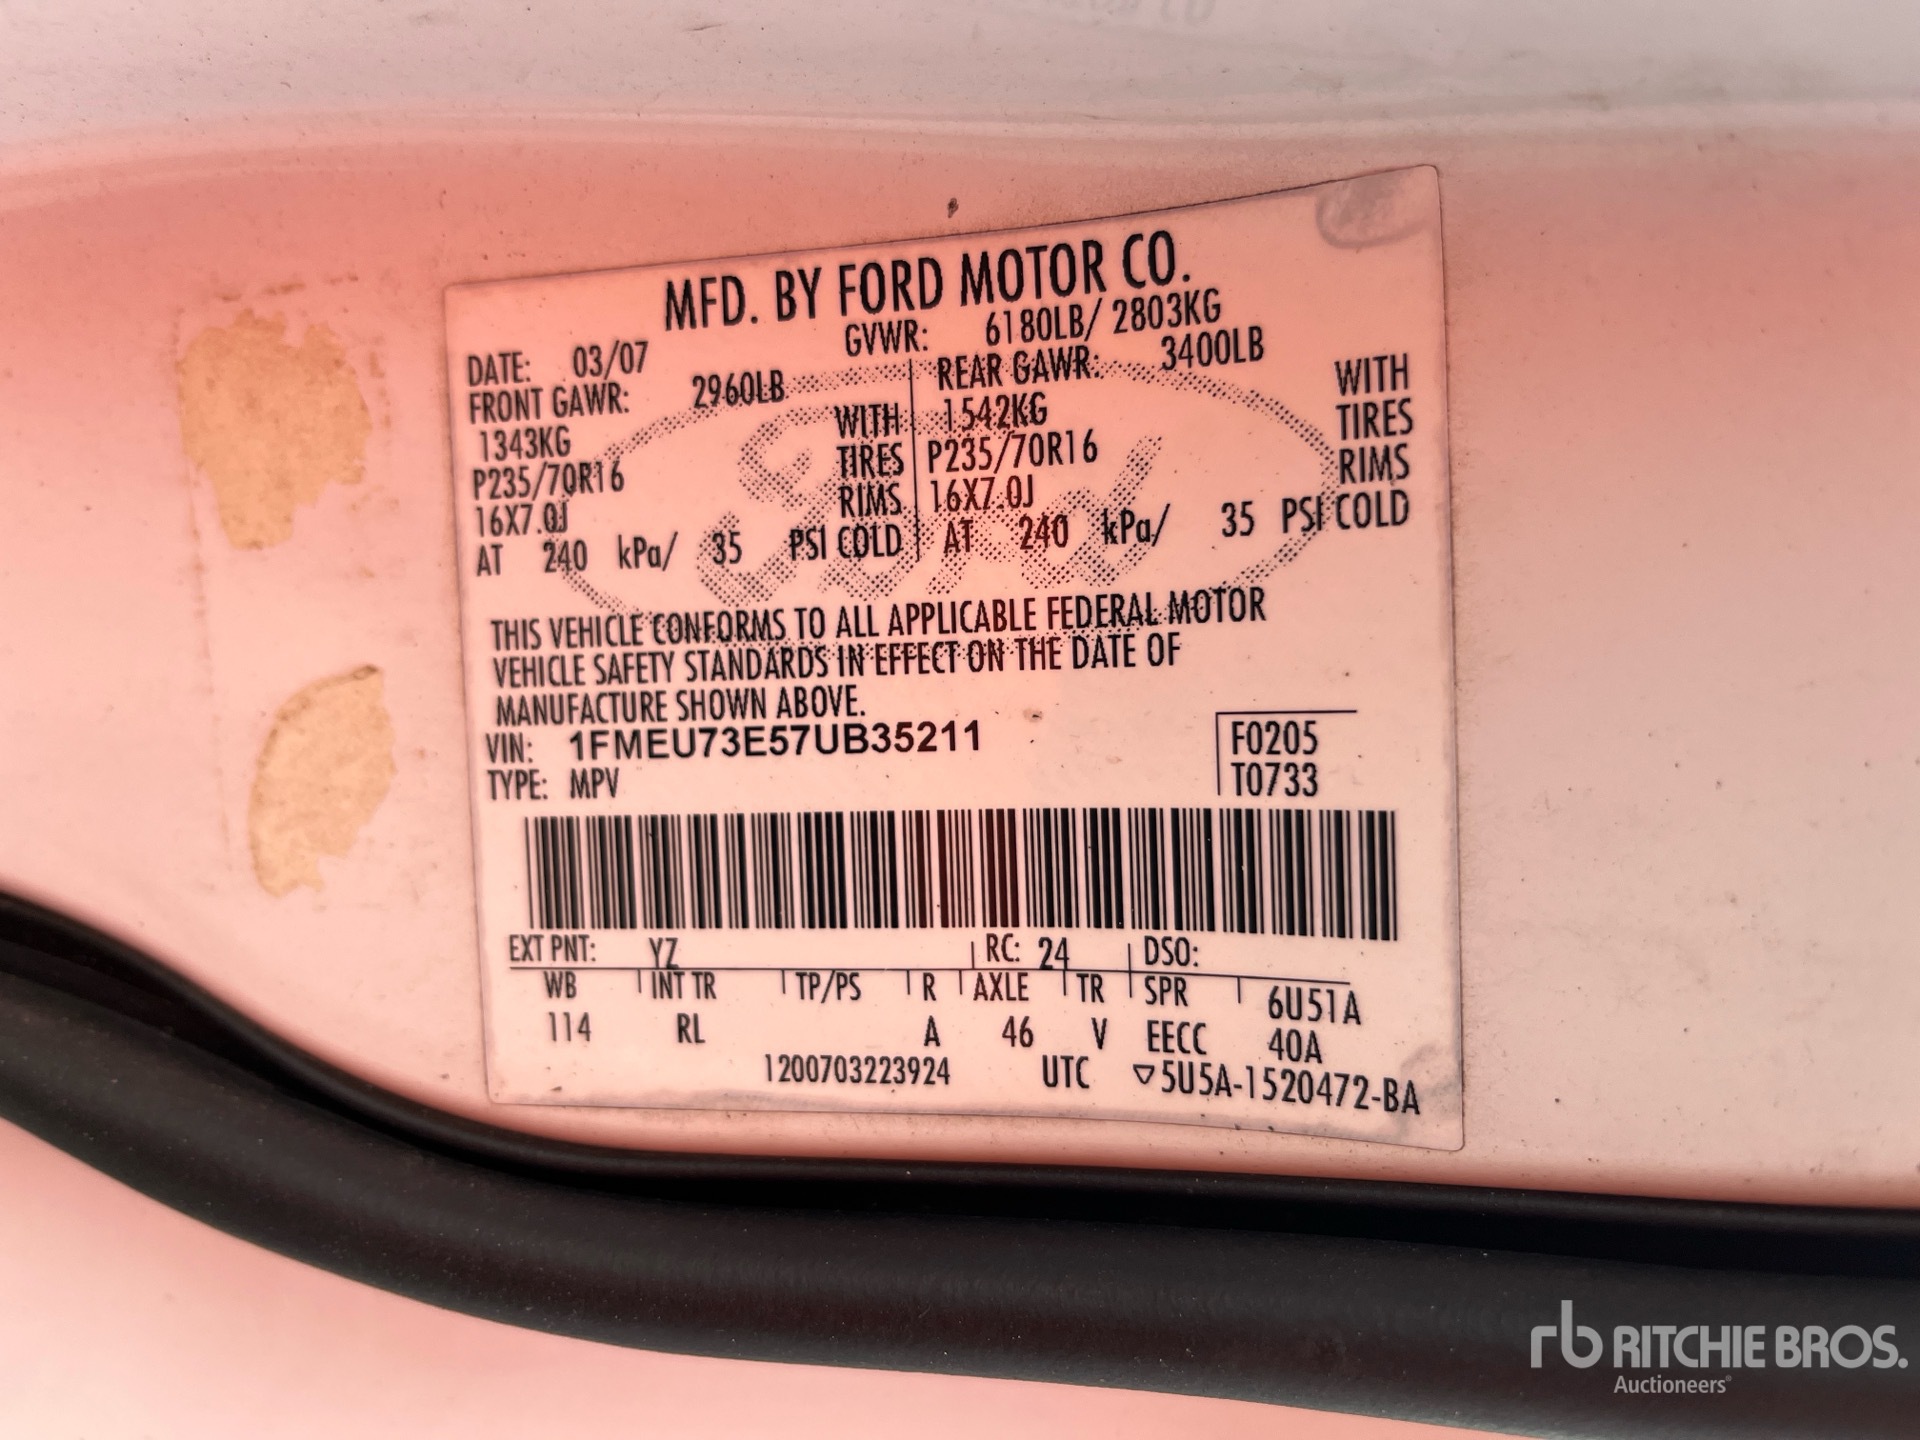 MFD. BY FORD MOTOR CO.
DATE: 03/07 GVWR: 6180LB/ 2803KG
FRONT GAWR: 2960LB REAR GAWR: 3400LB
1343KG WITH 1542KG WITH
P235/70R16 TIRES P235/70R16 TIRES
16X7.0J RIMS 16X7.0J RIMS
AT 240 kPa/ 35 PSI COLD AT 240 kPa/ 35 PSI COLD
Ford
THIS VEHICLE CONFORMS TO ALL APPLICABLE FEDERAL MOTOR
VEHICLE SAFETY STANDARDS IN EFFECT ON THE DATE OF
MANUFACTURE SHOWN ABOVE.
VIN: 1FMEU73E57UB35211 F0205
TYPE: MPV T0733
EXT PNT: YZ RC: 24 DSO:
WB INT TR TP/PS R AXLE TR SPR 6U51A
114 RL A 46 V EECC 40A
1200703223924 UTC ▽5U5A-1520472-BA
rb RITCHIE BROS.
Auctioneers®